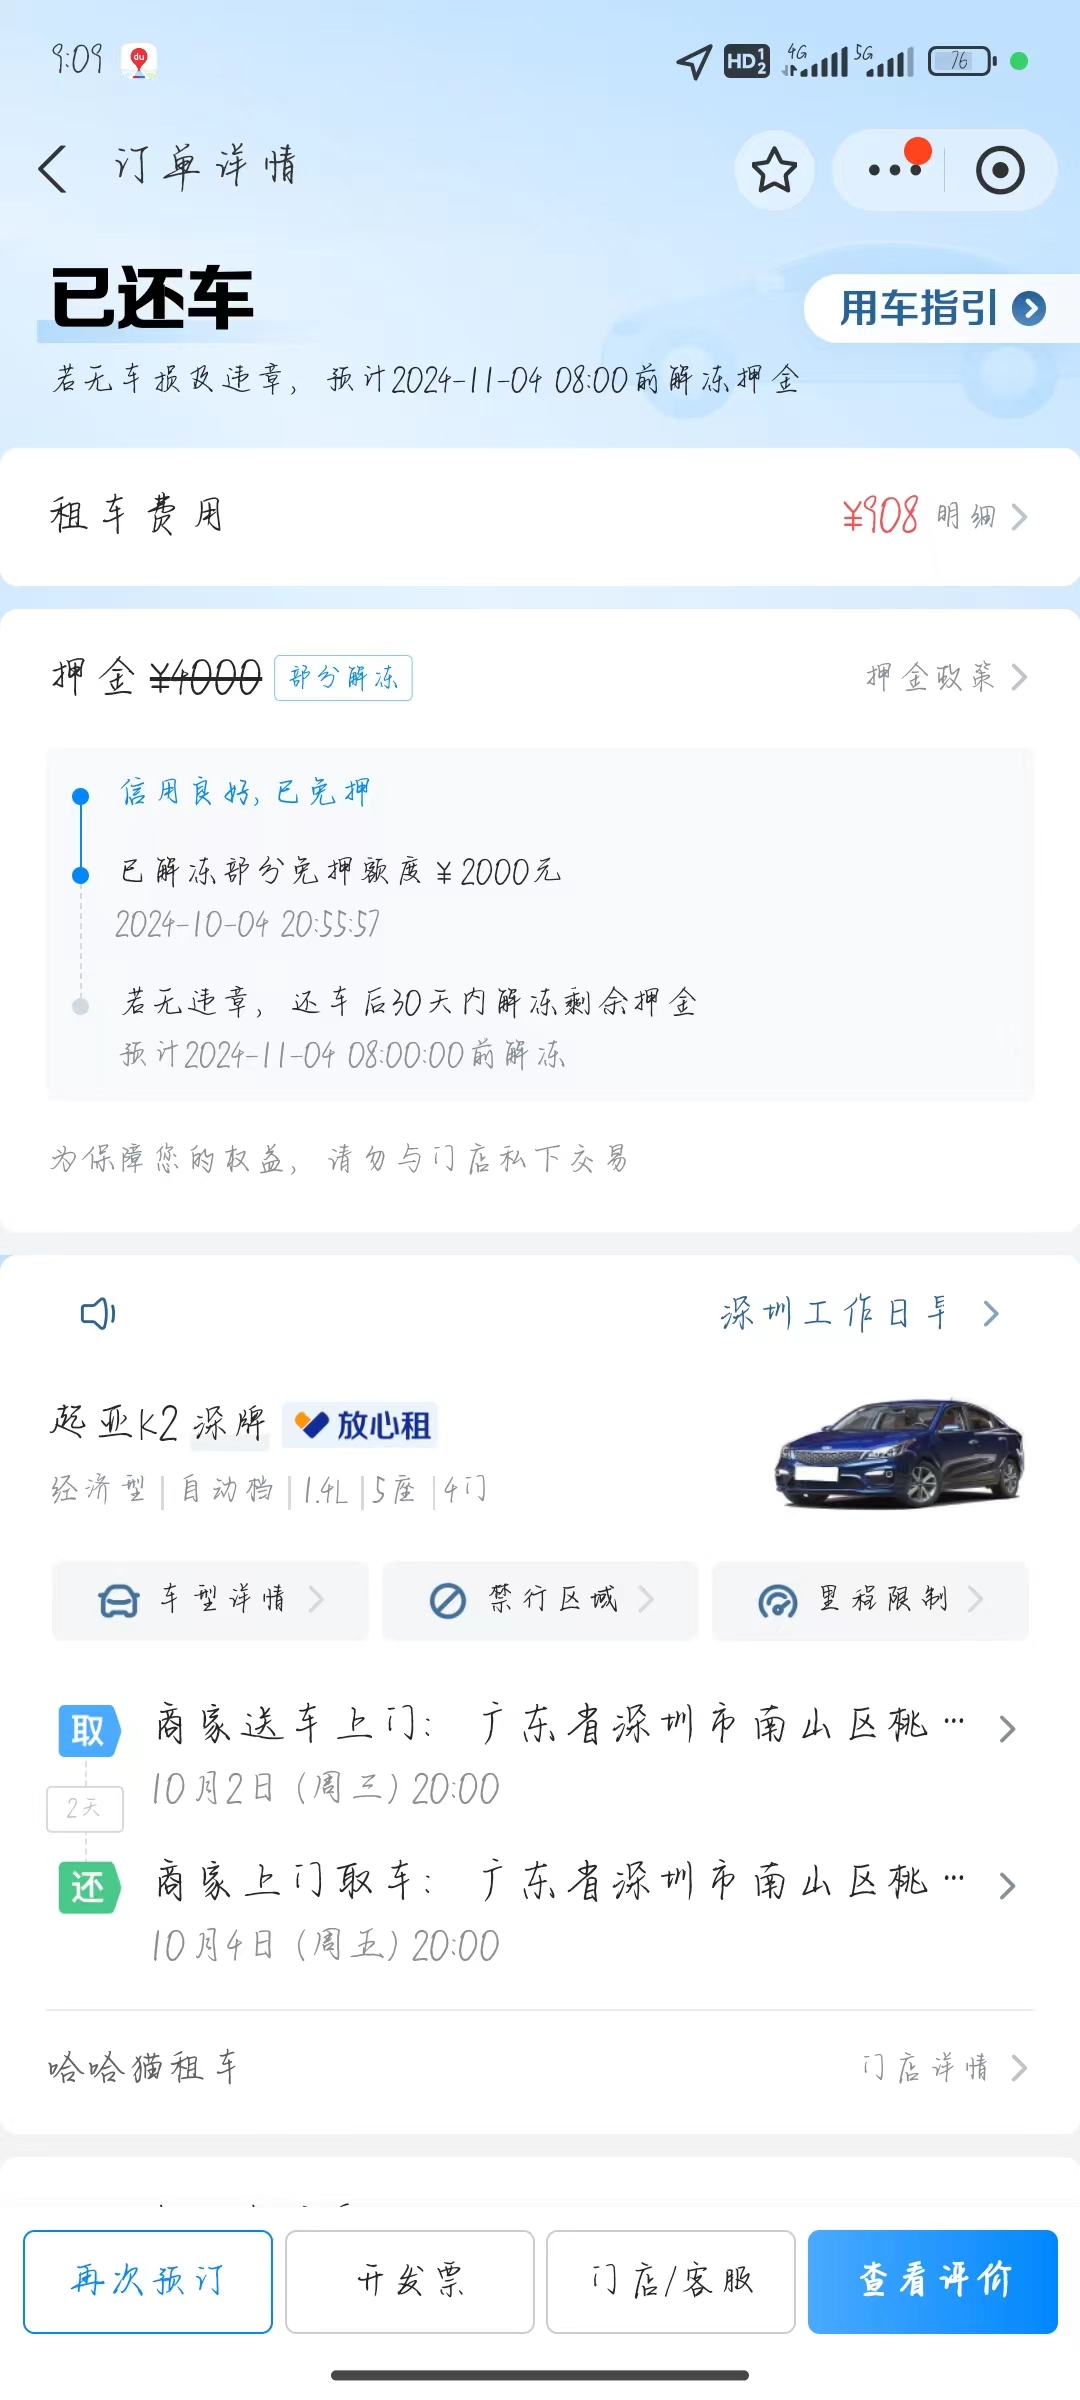 9:09
du
HD 1 2 4G 5G 76
订单详情
已还车
用车指引
若无车损及违章，预计2024-11-04 08:00前解冻押金
租车费用 ¥908 明细
押金 ¥4000 部分解冻 押金政策
信用良好,已免押
已解冻部分免押额度￥2000元
2024-10-04 20:55:57
若无违章，还车后30天内解冻剩余押金
预计2024-11-04 08:00:00前解冻
为保障您的权益，请勿与门店私下交易
深圳工作日早
起亚K2 深牌 放心租
经济型 | 自动档 | 1.4L | 5座 | 4门
车型详情 禁行区域 里程限制
取 商家送车上门： 广东省深圳市南山区桃…
10月2日 (周三) 20:00
2天
还 商家上门取车： 广东省深圳市南山区桃…
10月4日 (周五) 20:00
哈哈猫租车 门店详情
再次预订 开发票 门店/客服 查看评价